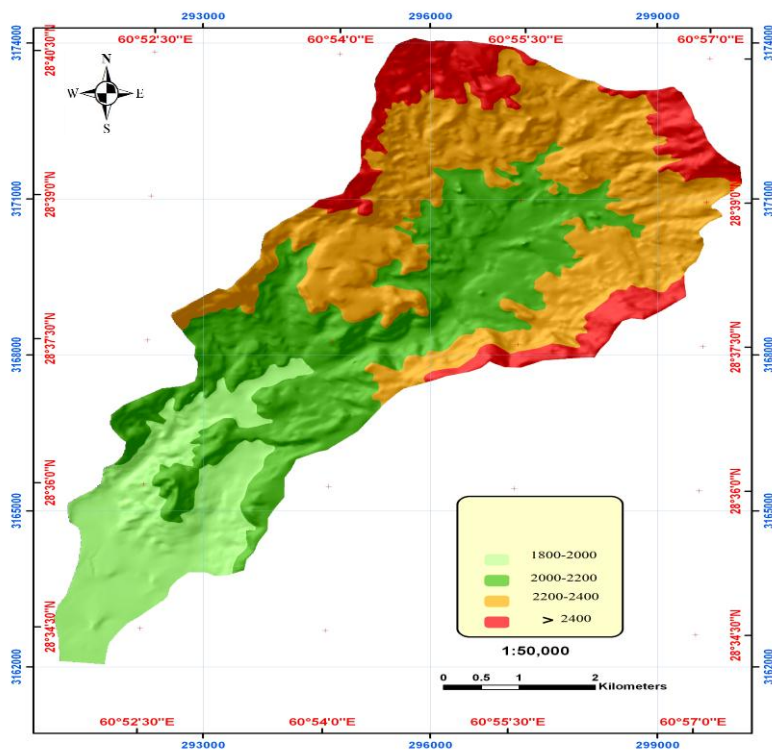 293000 296000 299000
60°52'30"E 60°54'0"E 60°55'30"E 60°57'0"E
3174000 28°40'30"N 28°40'30"N 3174000
N
W E
S
3171000 28°39'0"N 28°39'0"N 3171000
3168000 28°37'30"N 28°37'30"N 3168000
3165000 28°36'0"N 28°36'0"N 3165000
1800-2000
2000-2200
2200-2400
> 2400
3162000 28°34'30"N 28°34'30"N 3162000
1:50,000
0 0.5 1 2
Kilometers
60°52'30"E 60°54'0"E 60°55'30"E 60°57'0"E
293000 296000 299000